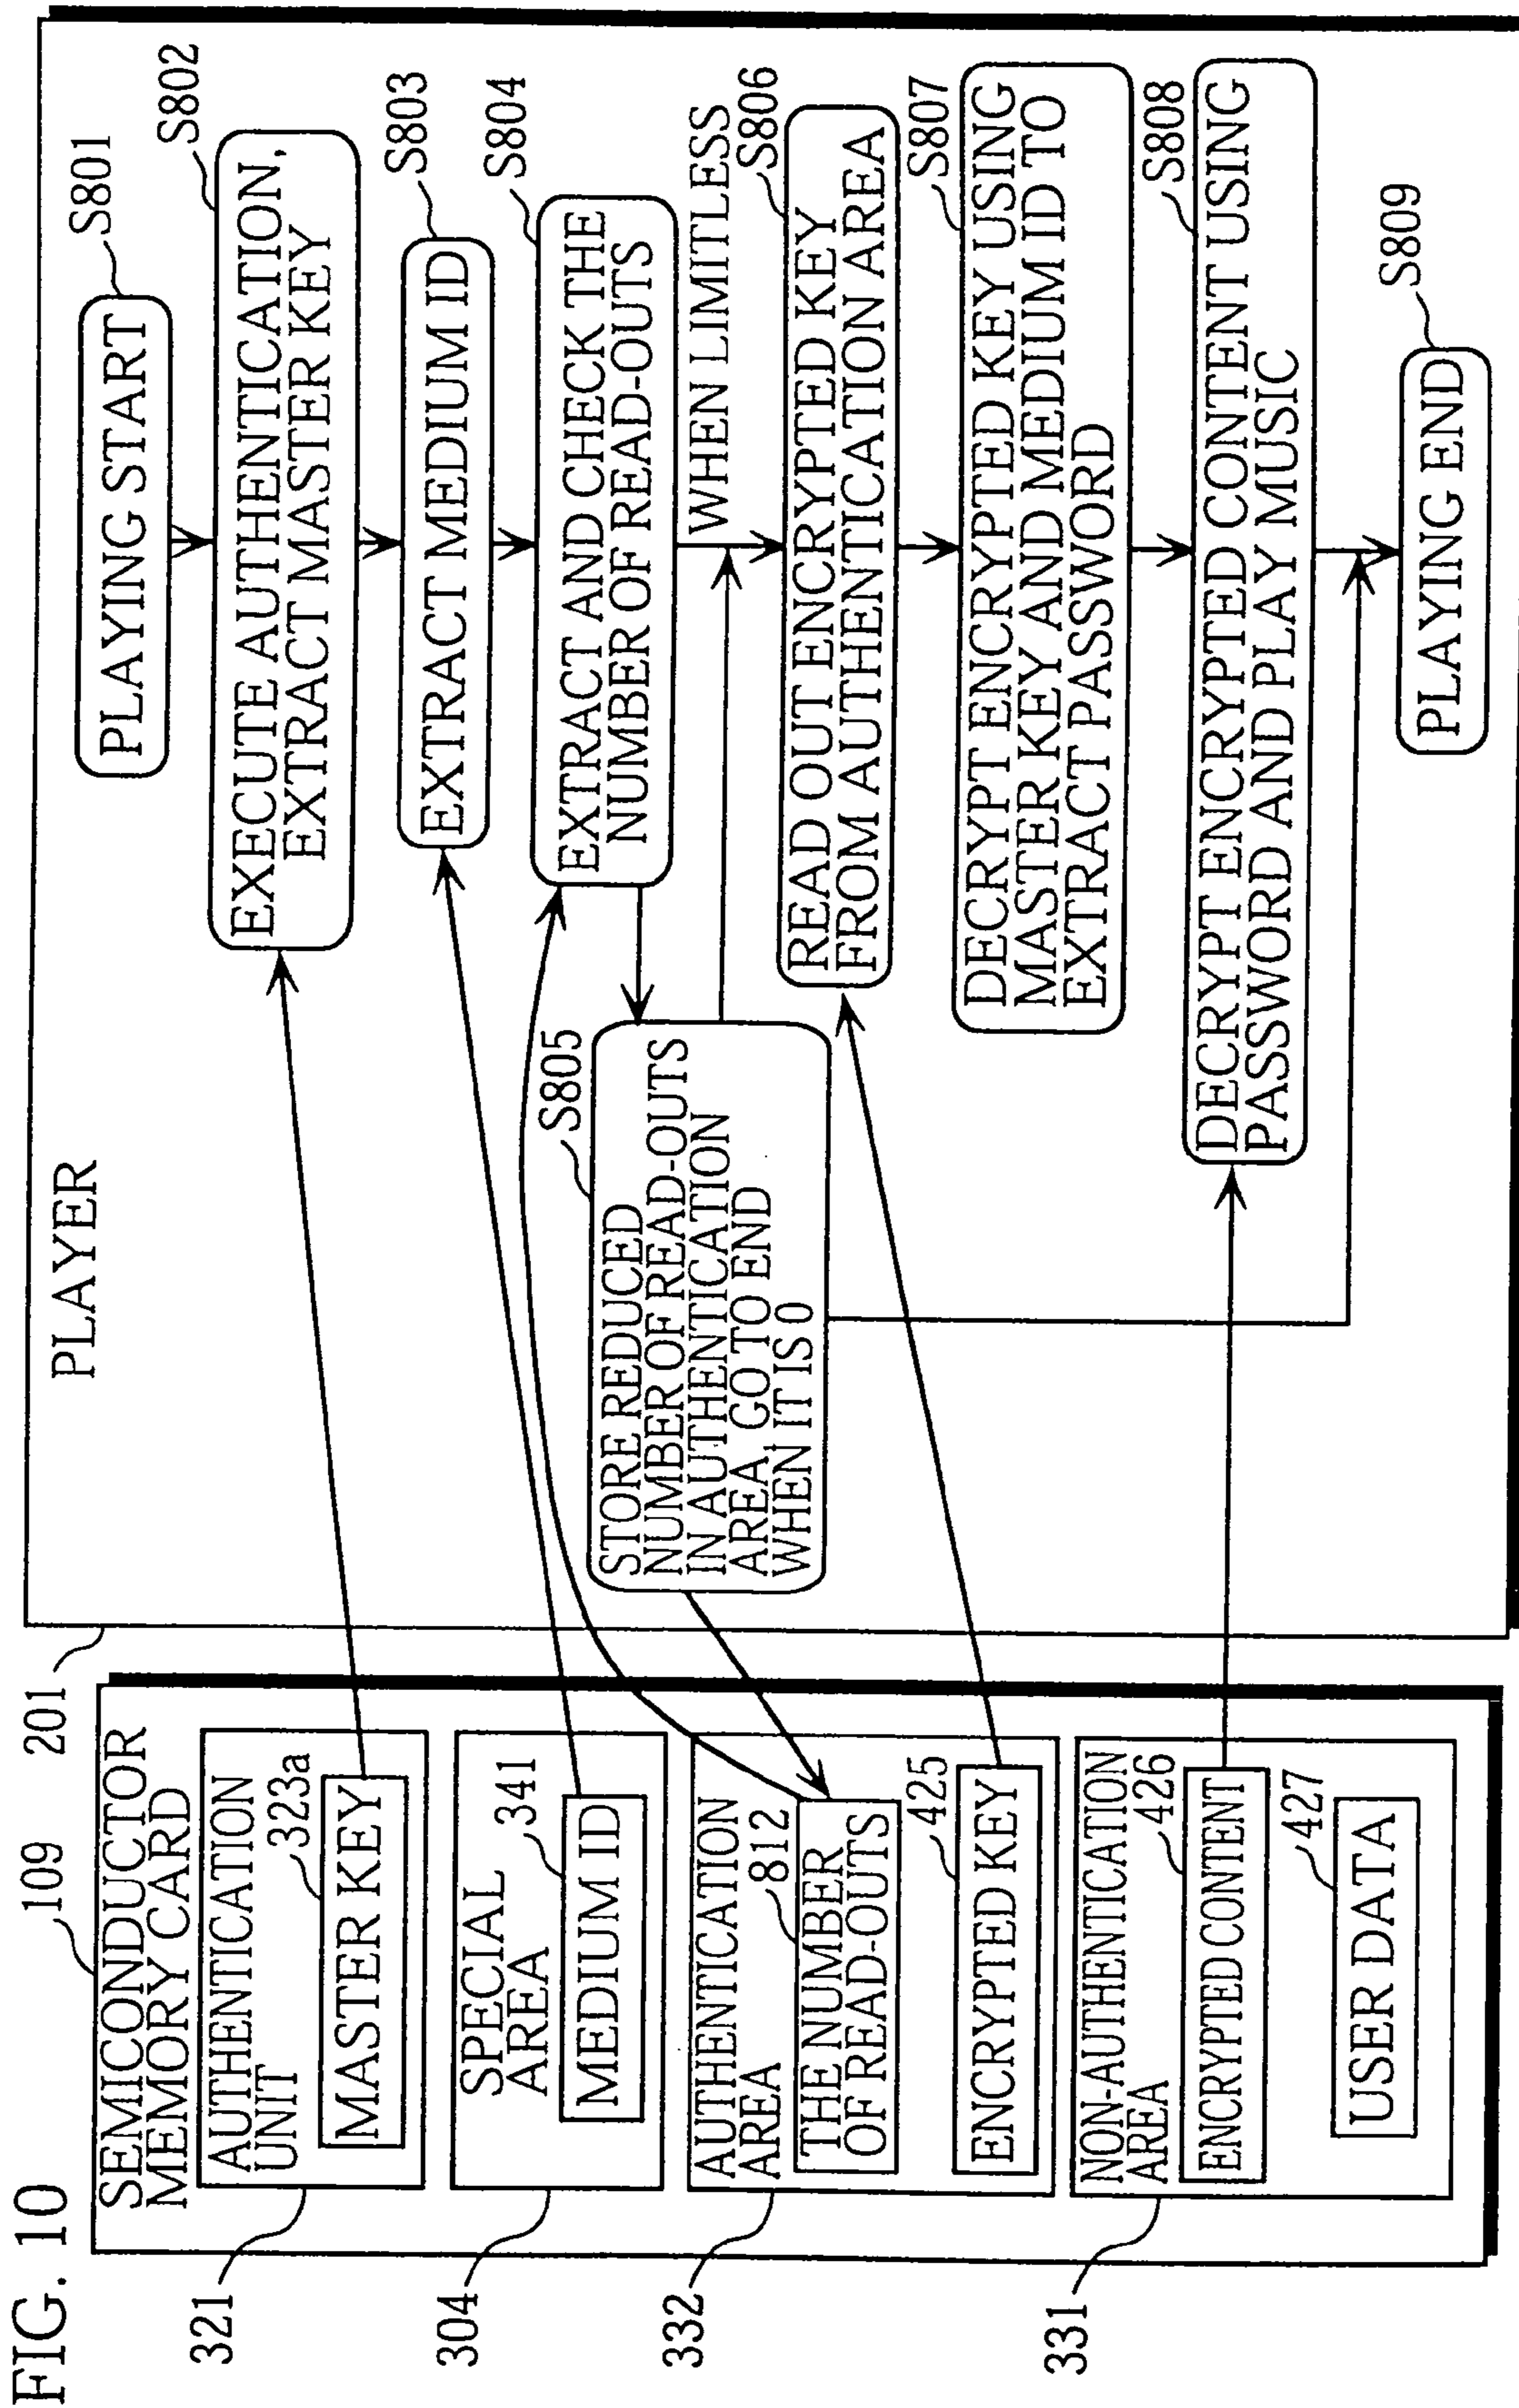 FIG. 10
109
SEMICONDUCTOR
MEMORY CARD
321
AUTHENTICATION
UNIT
323a
MASTER KEY
304
SPECIAL
AREA
341
MEDIUM ID
332
AUTHENTICATION
AREA
812
THE NUMBER
OF READ-OUTS
425
ENCRYPTED KEY
331
NON-AUTHENTICATION
AREA
426
ENCRYPTED CONTENT
427
USER DATA
201
PLAYER
S801
PLAYING START
S802
EXECUTE AUTHENTICATION,
EXTRACT MASTER KEY
S803
EXTRACT MEDIUM ID
S804
EXTRACT AND CHECK THE
NUMBER OF READ-OUTS
WHEN LIMITLESS
S805
STORE REDUCED
NUMBER OF READ-OUTS
IN AUTHENTICATION
AREA, GO TO END
WHEN IT IS 0
S806
READ OUT ENCRYPTED KEY
FROM AUTHENTICATION AREA
S807
DECRYPT ENCRYPTED KEY USING
MASTER KEY AND MEDIUM ID TO
EXTRACT PASSWORD
S808
DECRYPT ENCRYPTED CONTENT USING
PASSWORD AND PLAY MUSIC
S809
PLAYING END